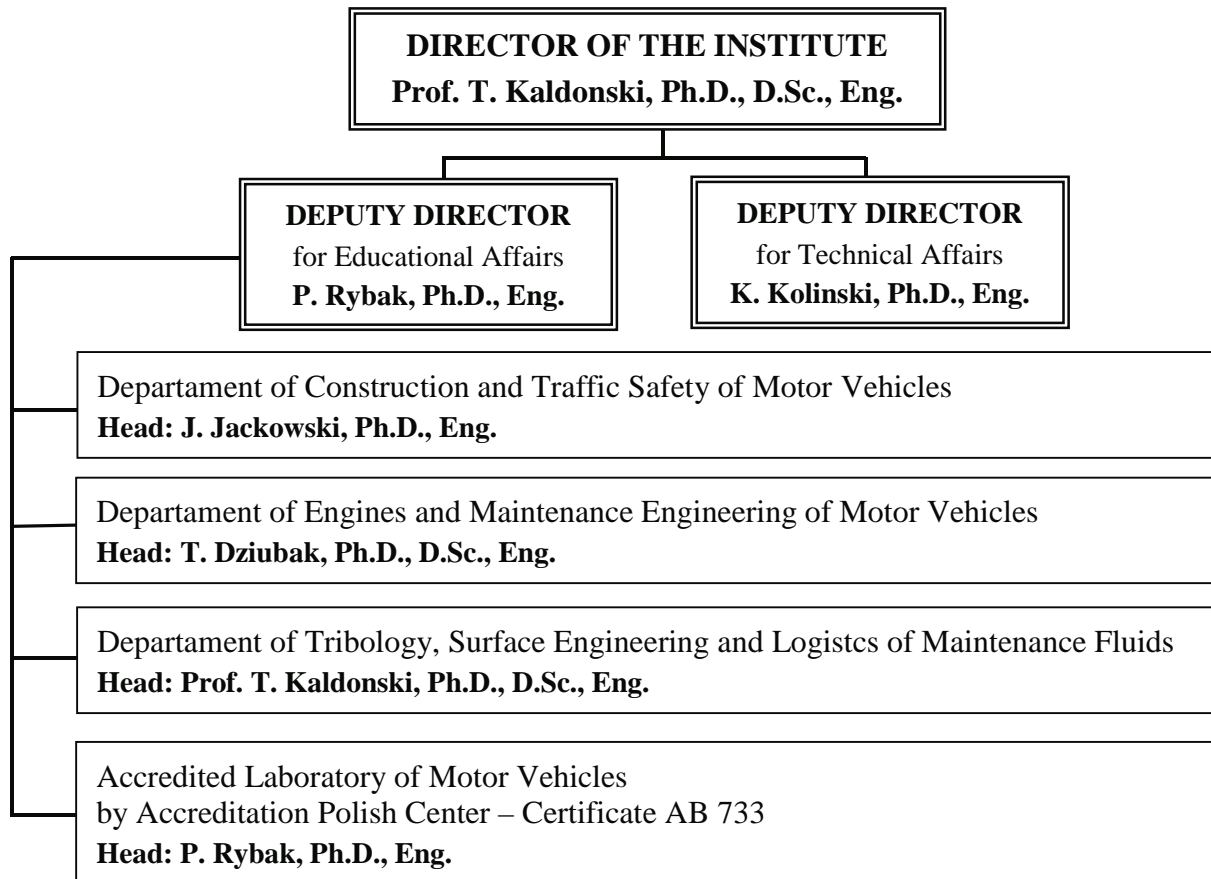 DIRECTOR OF THE INSTITUTE
Prof. T. Kaldonski, Ph.D., D.Sc., Eng.
DEPUTY DIRECTOR
for Educational Affairs
P. Rybak, Ph.D., Eng.
DEPUTY DIRECTOR
for Technical Affairs
K. Kolinski, Ph.D., Eng.
Departament of Construction and Traffic Safety of Motor Vehicles
Head: J. Jackowski, Ph.D., Eng.
Departament of Engines and Maintenance Engineering of Motor Vehicles
Head: T. Dziubak, Ph.D., D.Sc., Eng.
Departament of Tribology, Surface Engineering and Logistcs of Maintenance Fluids
Head: Prof. T. Kaldonski, Ph.D., D.Sc., Eng.
Accredited Laboratory of Motor Vehicles
by Accreditation Polish Center – Certificate AB 733
Head: P. Rybak, Ph.D., Eng.